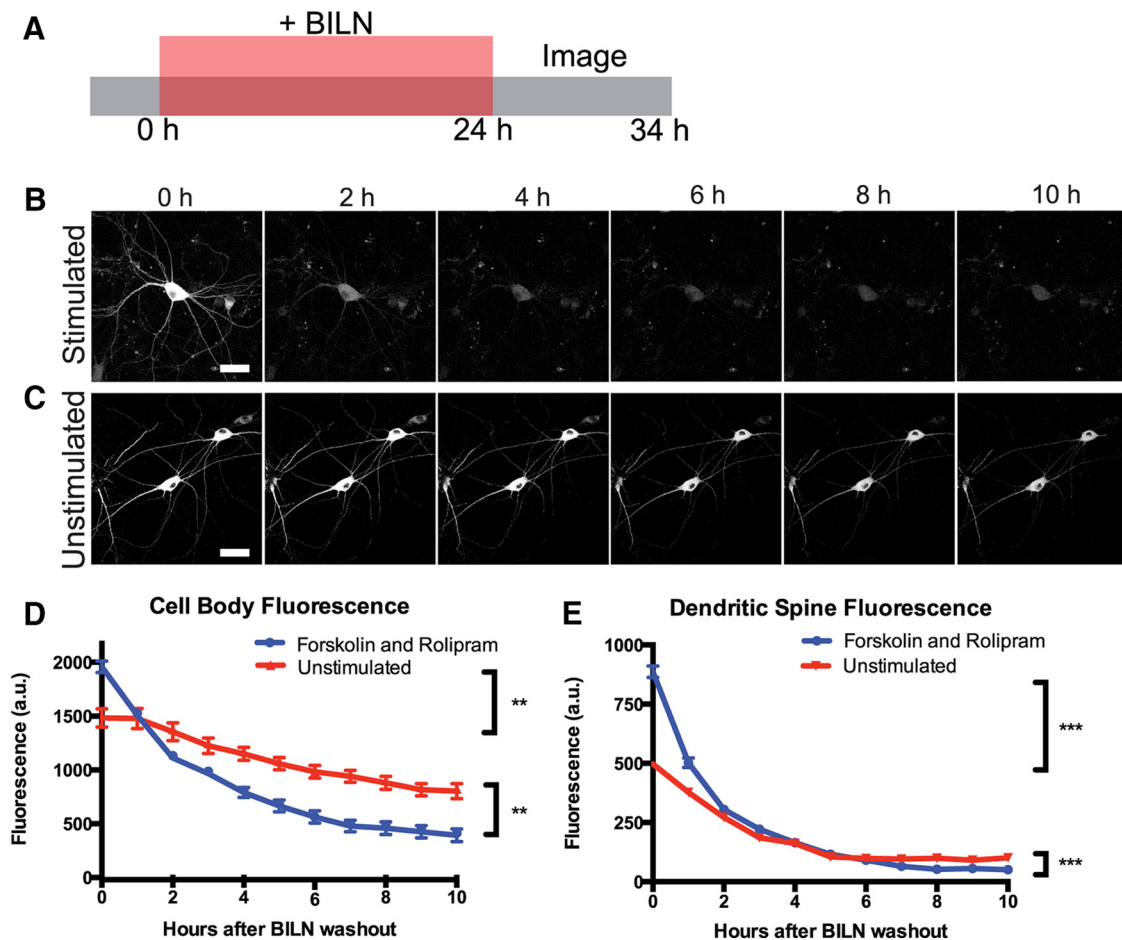 A
+ BILN
Image
0 h
24 h
34 h
B
0 h
2 h
4 h
6 h
8 h
10 h
Stimulated
C
Unstimulated
D
Cell Body Fluorescence
Forskolin and Rolipram
Unstimulated
2000
1500
1000
500
0
Fluorescence (a.u.)
**
**
0
2
4
6
8
10
Hours after BILN washout
E
Dendritic Spine Fluorescence
Forskolin and Rolipram
Unstimulated
1000
750
500
250
0
Fluorescence (a.u.)
***
***
0
2
4
6
8
10
Hours after BILN washout